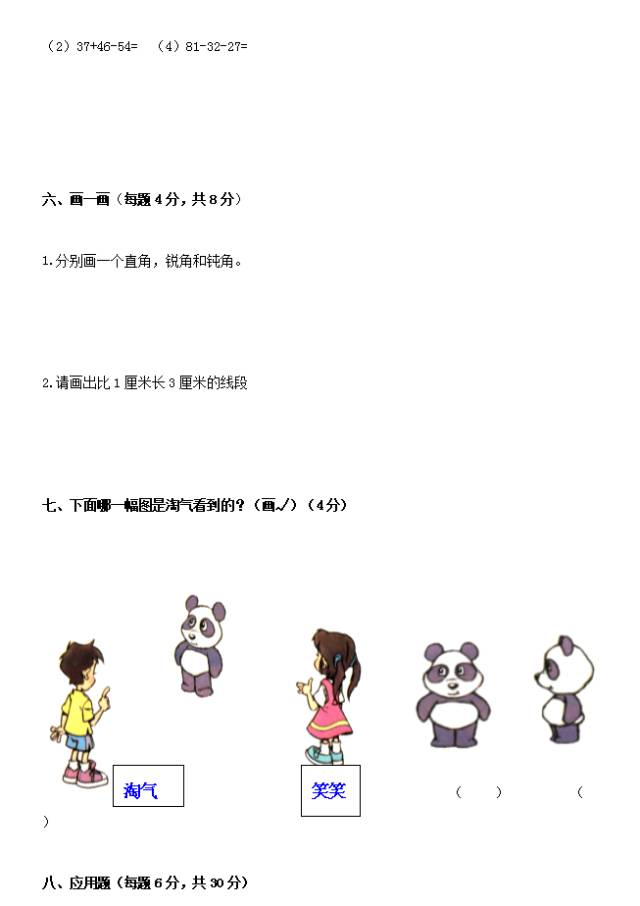 （2）37+46-54= （4）81-32-27=
六、画一画（每题4分，共8分）
1.分别画一个直角，锐角和钝角。
2.请画出比1厘米长3厘米的线段
七、下面哪一幅图是淘气看到的？（画√）（4分）
淘气 笑笑 （ ） （
）
八、应用题（每题6分，共30分）